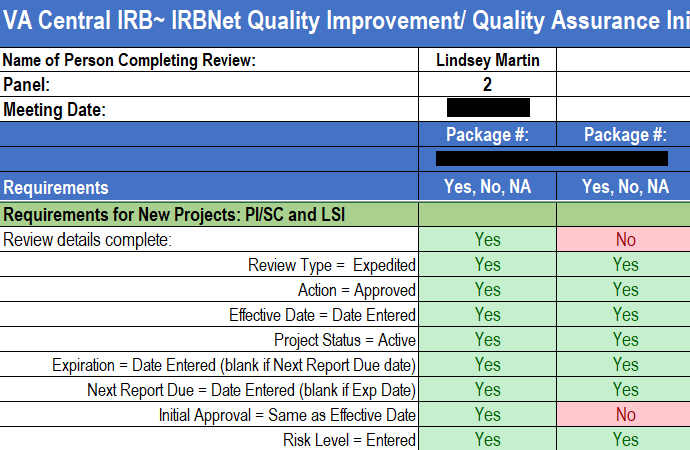 VA Central IRB~ IRBNet Quality Improvement/ Quality Assurance Ini
Name of Person Completing Review: Lindsey Martin
Panel: 2
Meeting Date:
Package #: Package #:
Requirements Yes, No, NA Yes, No, NA
Requirements for New Projects: PI/SC and LSI
Review details complete: Yes No
Review Type = Expedited Yes Yes
Action = Approved Yes Yes
Effective Date = Date Entered Yes Yes
Project Status = Active Yes Yes
Expiration = Date Entered (blank if Next Report Due date) Yes Yes
Next Report Due = Date Entered (blank if Exp Date) Yes Yes
Initial Approval = Same as Effective Date Yes No
Risk Level = Entered Yes Yes